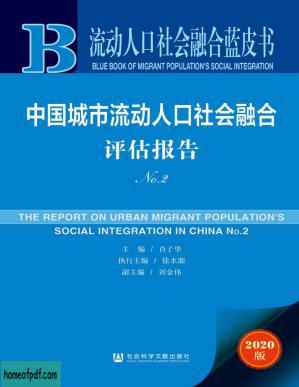 B 流动人口社会融合蓝皮书
BLUE BOOK OF MIGRANT POPULATION'S SOCIAL INTEGRATION
中国城市流动人口社会融合
评估报告
No.2
THE REPORT ON URBAN MIGRANT POPULATION'S
SOCIAL INTEGRATION IN CHINA No.2
主 编 / 肖子华
执行主编 / 徐水源
副主编 / 刘金伟
2020
版
社会科学文献出版社
homeofpdf.com